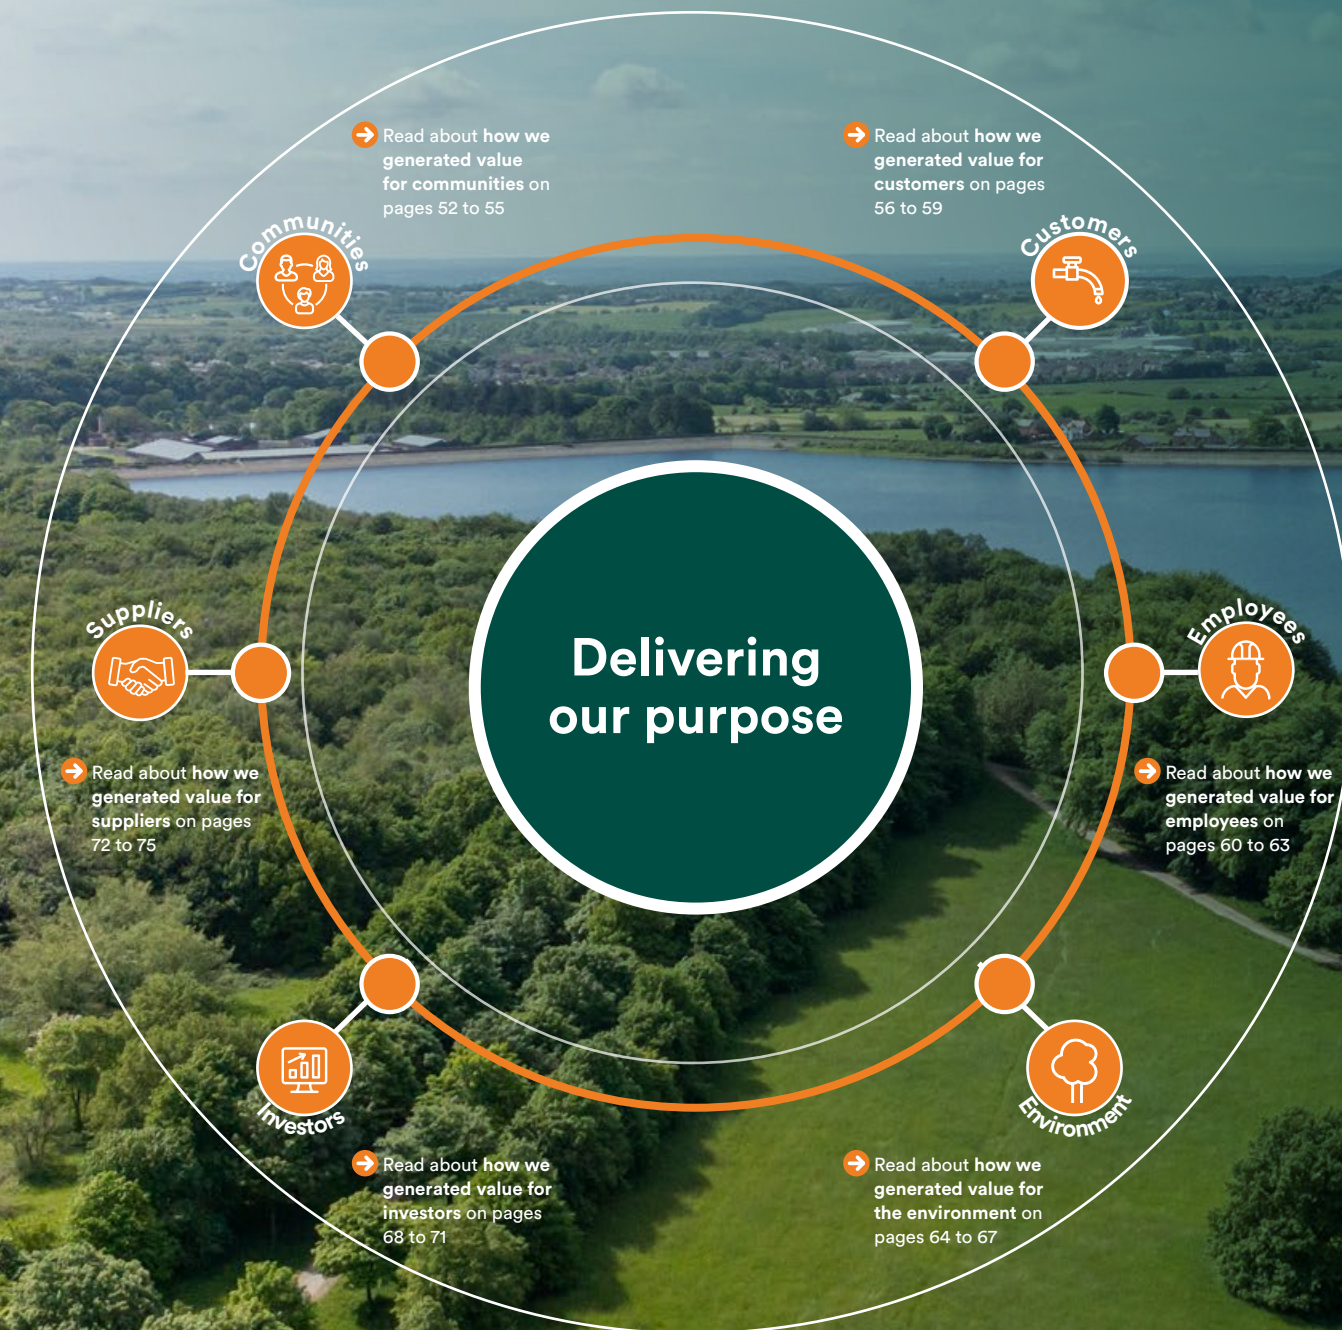 Read about how we
generated value
for communities on
pages 52 to 55
Read about how we
generated value for
customers on pages
56 to 59
Communities
Customers
Suppliers
Employees
Delivering
our purpose
Read about how we
generated value for
suppliers on pages
72 to 75
Read about how we
generated value for
employees on
pages 60 to 63
Investors
Environment
Read about how we
generated value for
investors on pages
68 to 71
Read about how we
generated value for
the environment on
pages 64 to 67